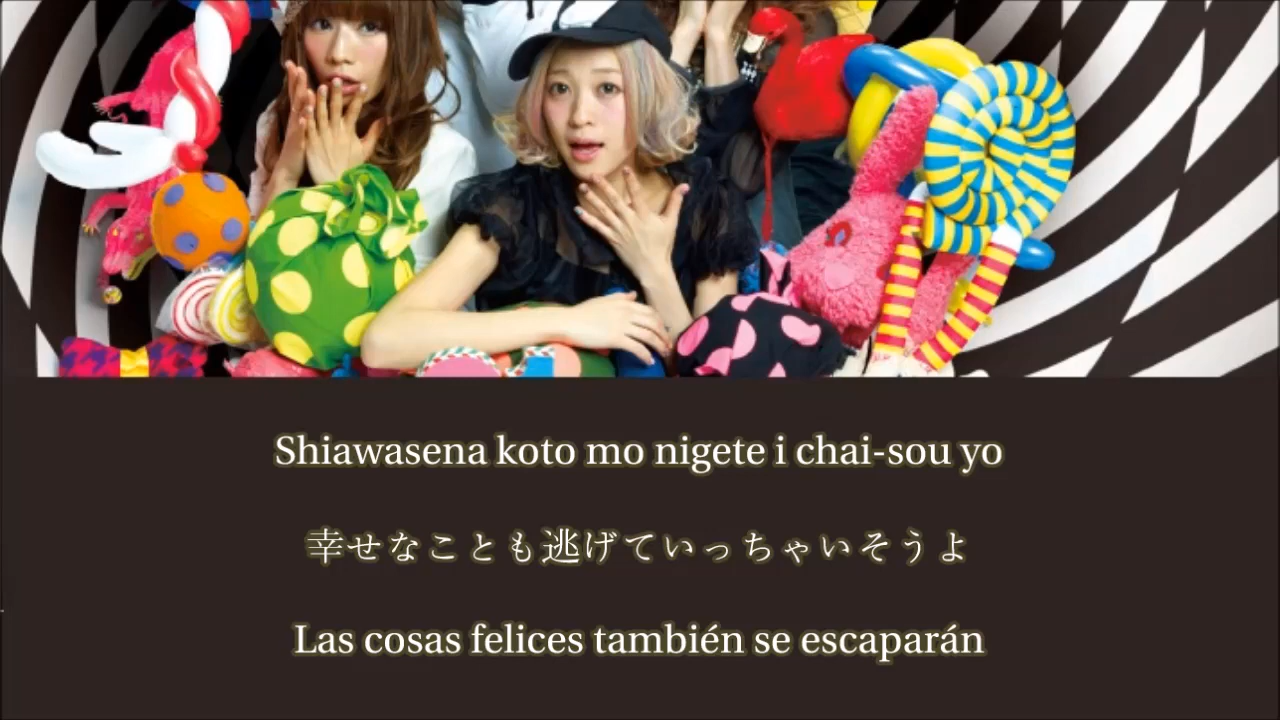 Shiawasena koto mo nigete i chai-sou yo
幸せなことも逃げていっちゃいそうよ
Las cosas felices también se escaparán